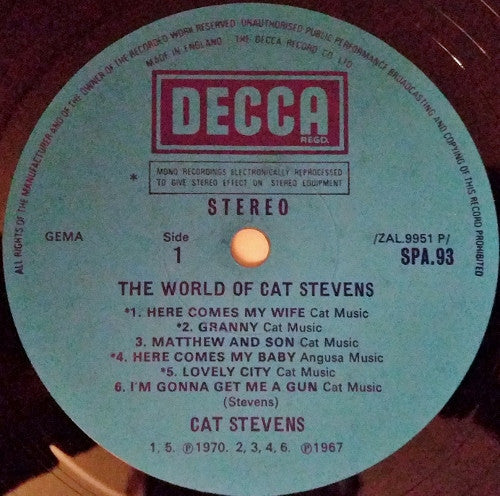 ALL RIGHTS OF THE MANUFACTURER AND OF THE OWNER OF THE RECORDED WORK RESERVED UNAUTHORISED PUBLIC PERFORMANCE BROADCASTING AND COPYING OF THIS RECORD PROHIBITED
MADE IN ENGLAND THE DECCA RECORD CO. LTD.
DECCA
REGD.
* MONO RECORDINGS ELECTRONICALLY REPROCESSED
TO GIVE STEREO EFFECT ON STEREO EQUIPMENT
STEREO
GEMA Side /ZAL.9951 P/
1 SPA.93
THE WORLD OF CAT STEVENS
*1. HERE COMES MY WIFE Cat Music
*2. GRANNY Cat Music
3. MATTHEW AND SON Cat Music
*4. HERE COMES MY BABY Angusa Music
*5. LOVELY CITY Cat Music
6. I'M GONNA GET ME A GUN Cat Music
(Stevens)
CAT STEVENS
1, 5. ℗1970. 2, 3, 4, 6. ℗1967